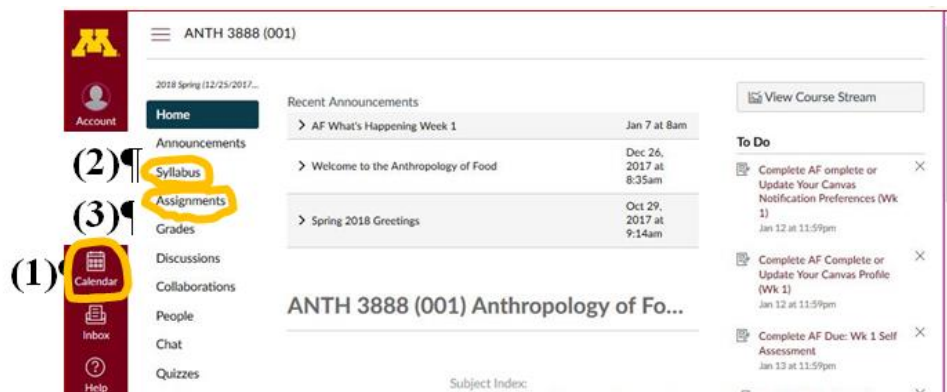 M
ANTH 3888 (001)
Account
(2)¶
(3)¶
(1)¶
Calendar
Inbox
Help
2018 Spring (12/25/2017...
Home
Announcements
Syllabus
Assignments
Grades
Discussions
Collaborations
People
Chat
Quizzes
Recent Announcements
AF What's Happening Week 1 Jan 7 at 8am
Welcome to the Anthropology of Food Dec 26,
2017 at
8:35am
Spring 2018 Greetings Oct 29,
2017 at
9:14am
ANTH 3888 (001) Anthropology of Fo...
Subject Index:
View Course Stream
To Do
Complete AF omplete or
Update Your Canvas
Notification Preferences (Wk
1)
Jan 12 at 11:59pm
Complete AF Complete or
Update Your Canvas Profile
(Wk 1)
Jan 12 at 11:59pm
Complete AF Due: Wk 1 Self
Assessment
Jan 13 at 11:59pm